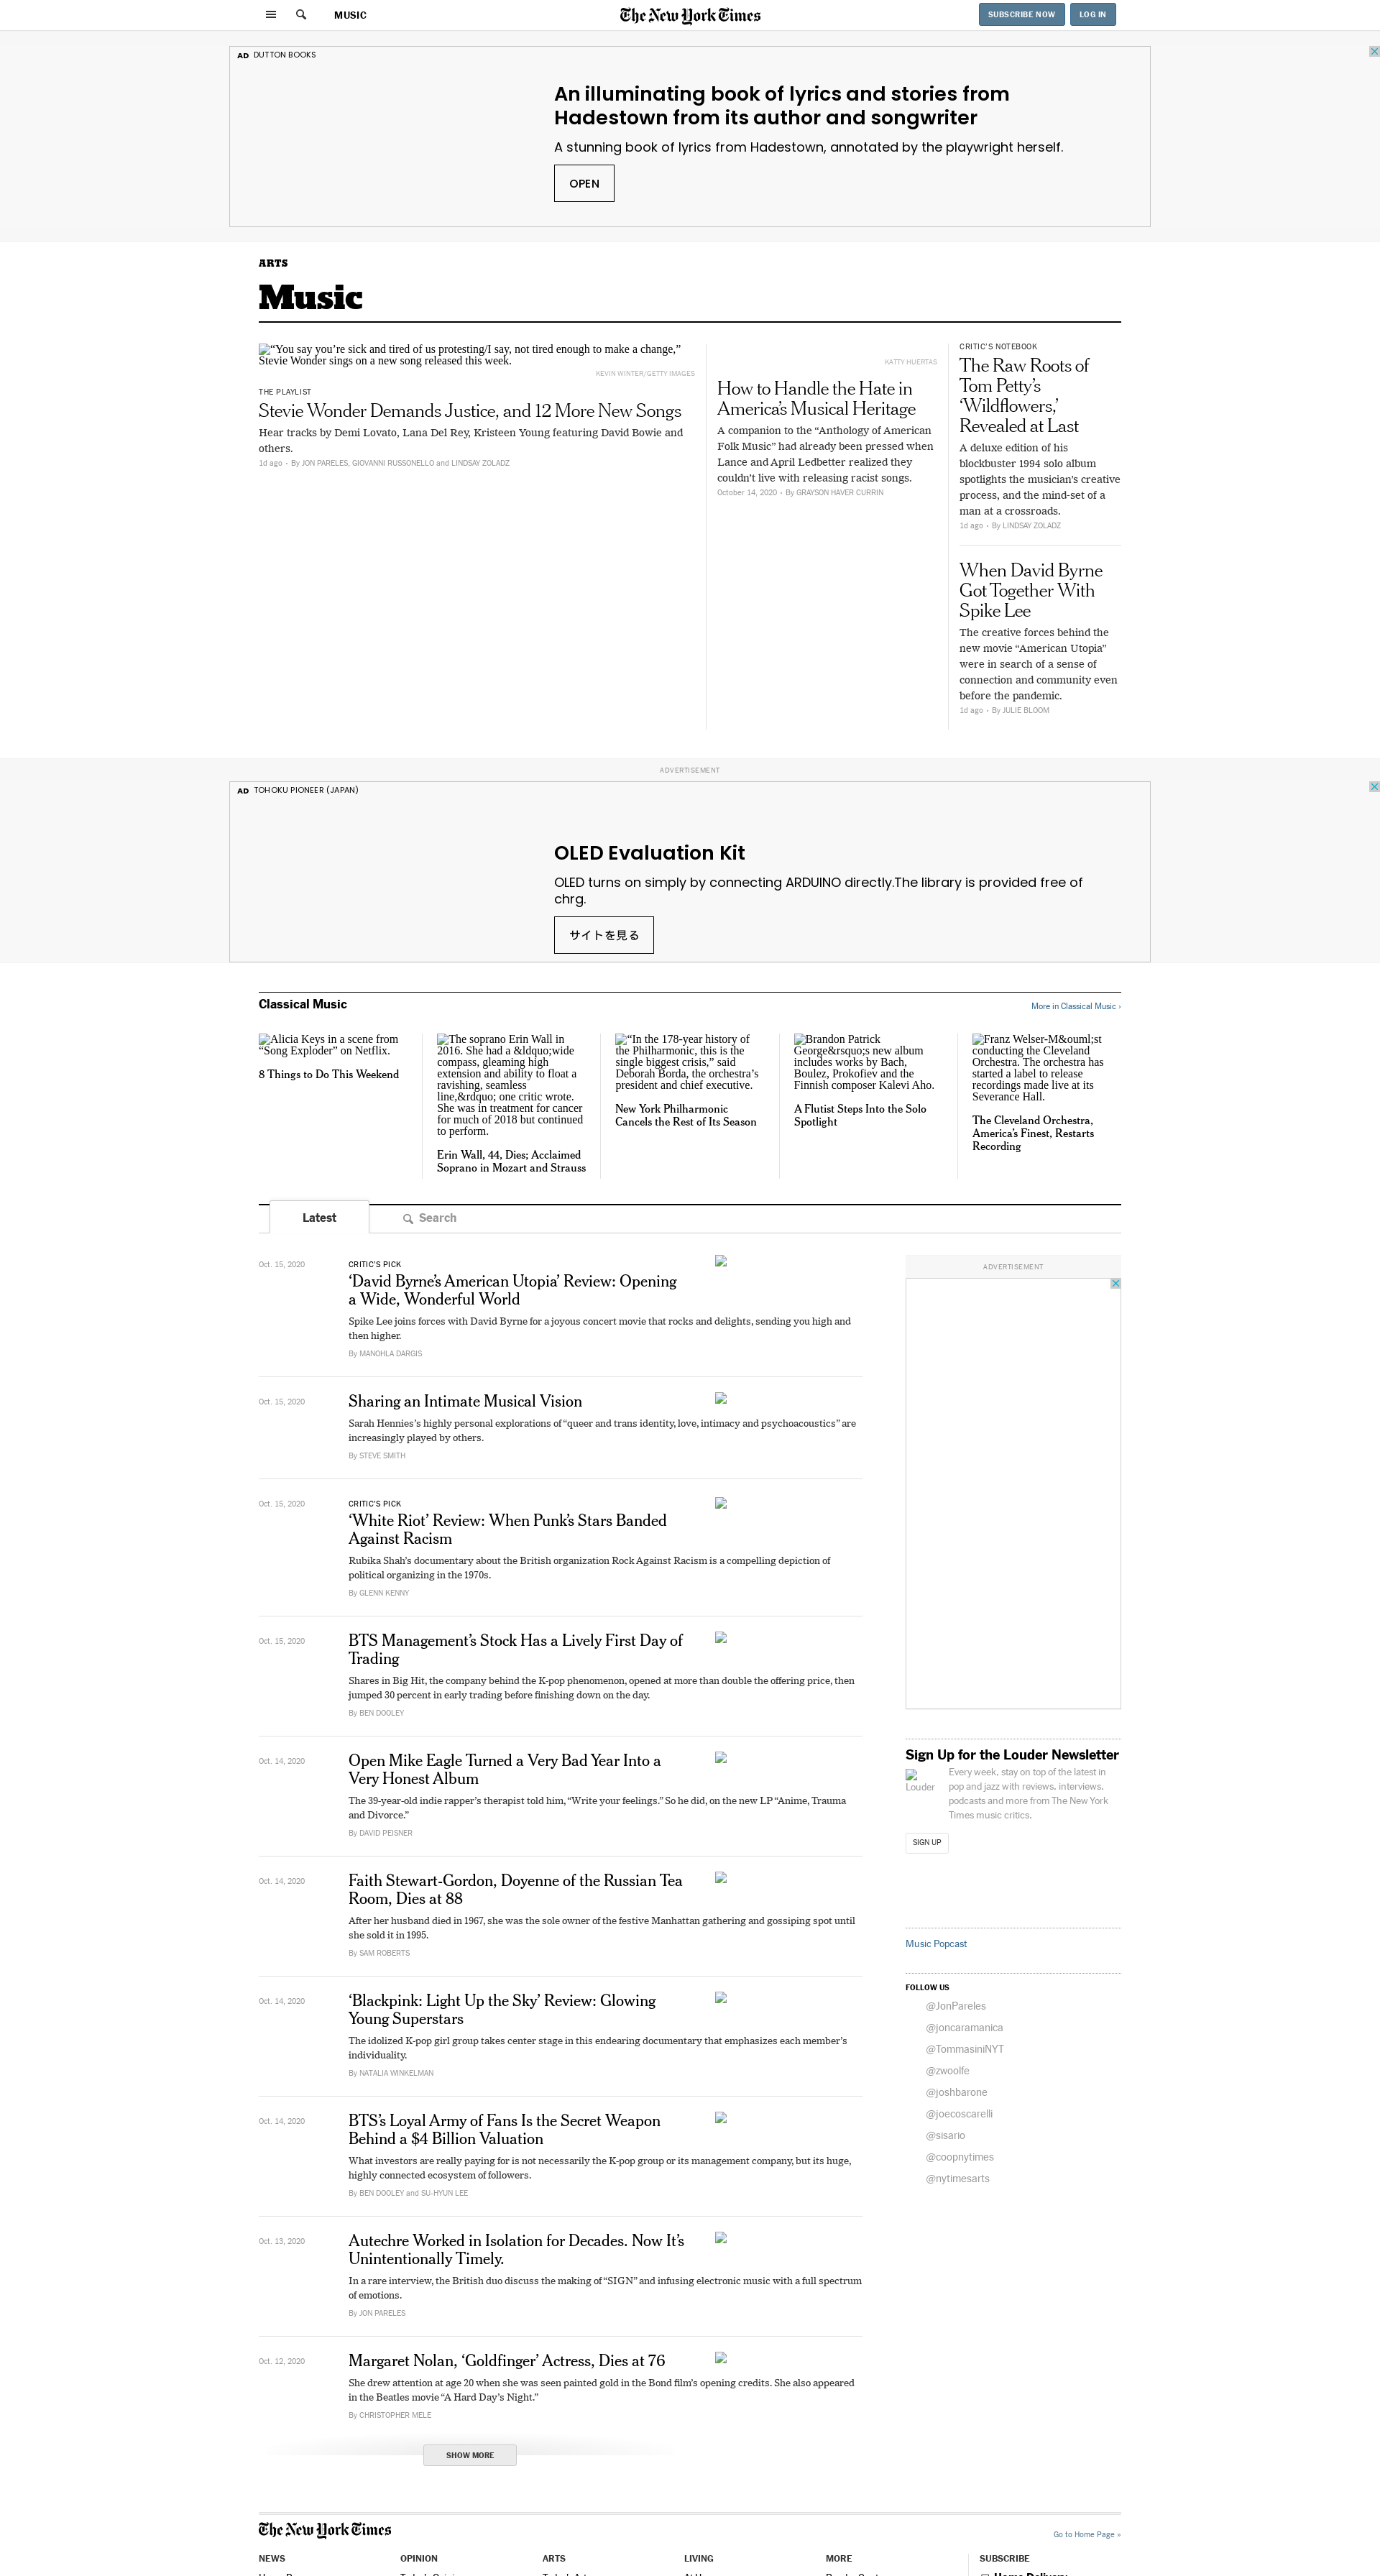 MUSIC
The New York Times
SUBSCRIBE NOW
LOG IN
AD DUTTON BOOKS
An illuminating book of lyrics and stories from
Hadestown from its author and songwriter
A stunning book of lyrics from Hadestown, annotated by the playwright herself.
OPEN
ARTS
Music
“You say you’re sick and tired of us protesting/I say, not tired enough to make a change,”
Stevie Wonder sings on a new song released this week.
KEVIN WINTER/GETTY IMAGES
THE PLAYLIST
Stevie Wonder Demands Justice, and 12 More New Songs
Hear tracks by Demi Lovato, Lana Del Rey, Kristeen Young featuring David Bowie and
others.
1d ago • By JON PARELES, GIOVANNI RUSSONELLO and LINDSAY ZOLADZ
KATTY HUERTAS
How to Handle the Hate in
America’s Musical Heritage
A companion to the “Anthology of American
Folk Music” had already been pressed when
Lance and April Ledbetter realized they
couldn’t live with releasing racist songs.
October 14, 2020 • By GRAYSON HAVER CURRIN
CRITIC’S NOTEBOOK
The Raw Roots of
Tom Petty’s
‘Wildflowers,’
Revealed at Last
A deluxe edition of his
blockbuster 1994 solo album
spotlights the musician’s creative
process, and the mind-set of a
man at a crossroads.
1d ago • By LINDSAY ZOLADZ
When David Byrne
Got Together With
Spike Lee
The creative forces behind the
new movie “American Utopia”
were in search of a sense of
connection and community even
before the pandemic.
1d ago • By JULIE BLOOM
ADVERTISEMENT
AD TOHOKU PIONEER (JAPAN)
OLED Evaluation Kit
OLED turns on simply by connecting ARDUINO directly.The library is provided free of
chrg.
サイトを見る
Classical Music
More in Classical Music ›
Alicia Keys in a scene from
“Song Exploder” on Netflix.
8 Things to Do This Weekend
The soprano Erin Wall in
2016. She had a &ldquo;wide
compass, gleaming high
extension and ability to float a
ravishing, seamless
line,&rdquo; one critic wrote.
She was in treatment for cancer
for much of 2018 but continued
to perform.
Erin Wall, 44, Dies; Acclaimed
Soprano in Mozart and Strauss
“In the 178-year history of
the Philharmonic, this is the
single biggest crisis,” said
Deborah Borda, the orchestra’s
president and chief executive.
New York Philharmonic
Cancels the Rest of Its Season
Brandon Patrick
George&rsquo;s new album
includes works by Bach,
Boulez, Prokofiev and the
Finnish composer Kalevi Aho.
A Flutist Steps Into the Solo
Spotlight
Franz Welser-M&ouml;st
conducting the Cleveland
Orchestra. The orchestra has
started a label to release
recordings made live at its
Severance Hall.
The Cleveland Orchestra,
America’s Finest, Restarts
Recording
Latest
Search
Oct. 15, 2020
CRITIC’S PICK
‘David Byrne’s American Utopia’ Review: Opening
a Wide, Wonderful World
Spike Lee joins forces with David Byrne for a joyous concert movie that rocks and delights, sending you high and
then higher.
By MANOHLA DARGIS
Oct. 15, 2020
Sharing an Intimate Musical Vision
Sarah Hennies’s highly personal explorations of “queer and trans identity, love, intimacy and psychoacoustics” are
increasingly played by others.
By STEVE SMITH
Oct. 15, 2020
CRITIC’S PICK
‘White Riot’ Review: When Punk’s Stars Banded
Against Racism
Rubika Shah’s documentary about the British organization Rock Against Racism is a compelling depiction of
political organizing in the 1970s.
By GLENN KENNY
Oct. 15, 2020
BTS Management’s Stock Has a Lively First Day of
Trading
Shares in Big Hit, the company behind the K-pop phenomenon, opened at more than double the offering price, then
jumped 30 percent in early trading before finishing down on the day.
By BEN DOOLEY
Oct. 14, 2020
Open Mike Eagle Turned a Very Bad Year Into a
Very Honest Album
The 39-year-old indie rapper’s therapist told him, “Write your feelings.” So he did, on the new LP “Anime, Trauma
and Divorce.”
By DAVID PEISNER
Oct. 14, 2020
Faith Stewart-Gordon, Doyenne of the Russian Tea
Room, Dies at 88
After her husband died in 1967, she was the sole owner of the festive Manhattan gathering and gossiping spot until
she sold it in 1995.
By SAM ROBERTS
Oct. 14, 2020
‘Blackpink: Light Up the Sky’ Review: Glowing
Young Superstars
The idolized K-pop girl group takes center stage in this endearing documentary that emphasizes each member’s
individuality.
By NATALIA WINKELMAN
Oct. 14, 2020
BTS’s Loyal Army of Fans Is the Secret Weapon
Behind a $4 Billion Valuation
What investors are really paying for is not necessarily the K-pop group or its management company, but its huge,
highly connected ecosystem of followers.
By BEN DOOLEY and SU-HYUN LEE
Oct. 13, 2020
Autechre Worked in Isolation for Decades. Now It’s
Unintentionally Timely.
In a rare interview, the British duo discuss the making of “SIGN” and infusing electronic music with a full spectrum
of emotions.
By JON PARELES
Oct. 12, 2020
Margaret Nolan, ‘Goldfinger’ Actress, Dies at 76
She drew attention at age 20 when she was seen painted gold in the Bond film’s opening credits. She also appeared
in the Beatles movie “A Hard Day’s Night.”
By CHRISTOPHER MELE
SHOW MORE
ADVERTISEMENT
Sign Up for the Louder Newsletter
Louder
Every week, stay on top of the latest in
pop and jazz with reviews, interviews,
podcasts and more from The New York
Times music critics.
SIGN UP
Music Popcast
FOLLOW US
@JonPareles
@joncaramanica
@TommasiniNYT
@zwoolfe
@joshbarone
@joecoscarelli
@sisario
@coopnytimes
@nytimesarts
The New York Times
Go to Home Page »
NEWS
OPINION
ARTS
LIVING
MORE
SUBSCRIBE